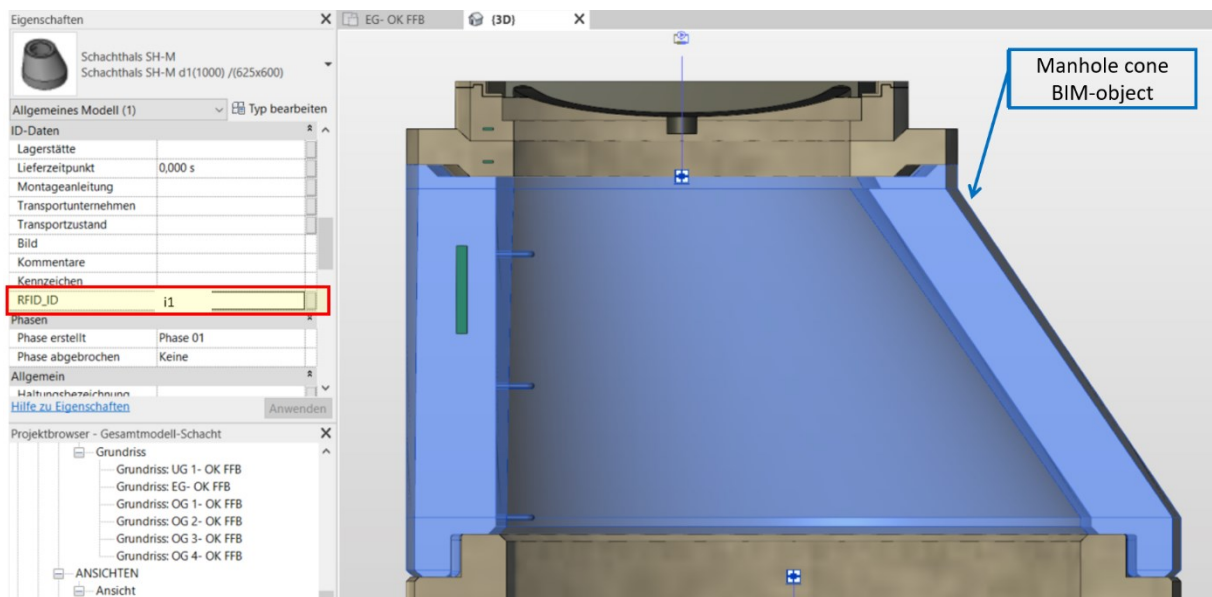 Eigenschaften
Schachthals SH-M
Schachthals SH-M d1(1000) /(625x600)
Allgemeines Modell (1)
Typ bearbeiten
ID-Daten
Lagerstätte
Lieferzeitpunkt 0,000 s
Montageanleitung
Transportunternehmen
Transportzustand
Bild
Kommentare
Kennzeichen
RFID_ID i1
Phasen
Phase erstellt Phase 01
Phase abgebrochen Keine
Allgemein
Haltungsbezeichnung
Hilfe zu Eigenschaften
Anwenden
Projektbrowser - Gesamtmodell-Schacht
Grundriss
Grundriss: UG 1- OK FFB
Grundriss: EG- OK FFB
Grundriss: OG 1- OK FFB
Grundriss: OG 2- OK FFB
Grundriss: OG 3- OK FFB
Grundriss: OG 4- OK FFB
ANSICHTEN
Ansicht
EG- OK FFB
(3D)
Manhole cone
BIM-object